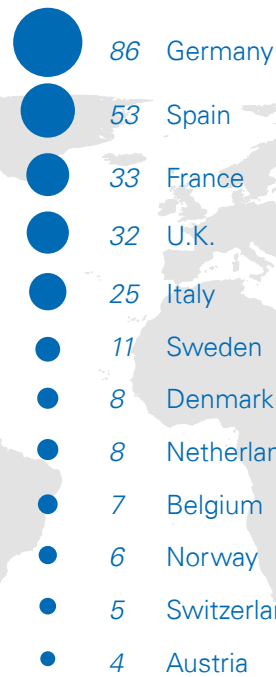 86 Germany
53 Spain
33 France
32 U.K.
25 Italy
11 Sweden
8 Denmark
8 Netherlan
7 Belgium
6 Norway
5 Switzerla
4 Austria